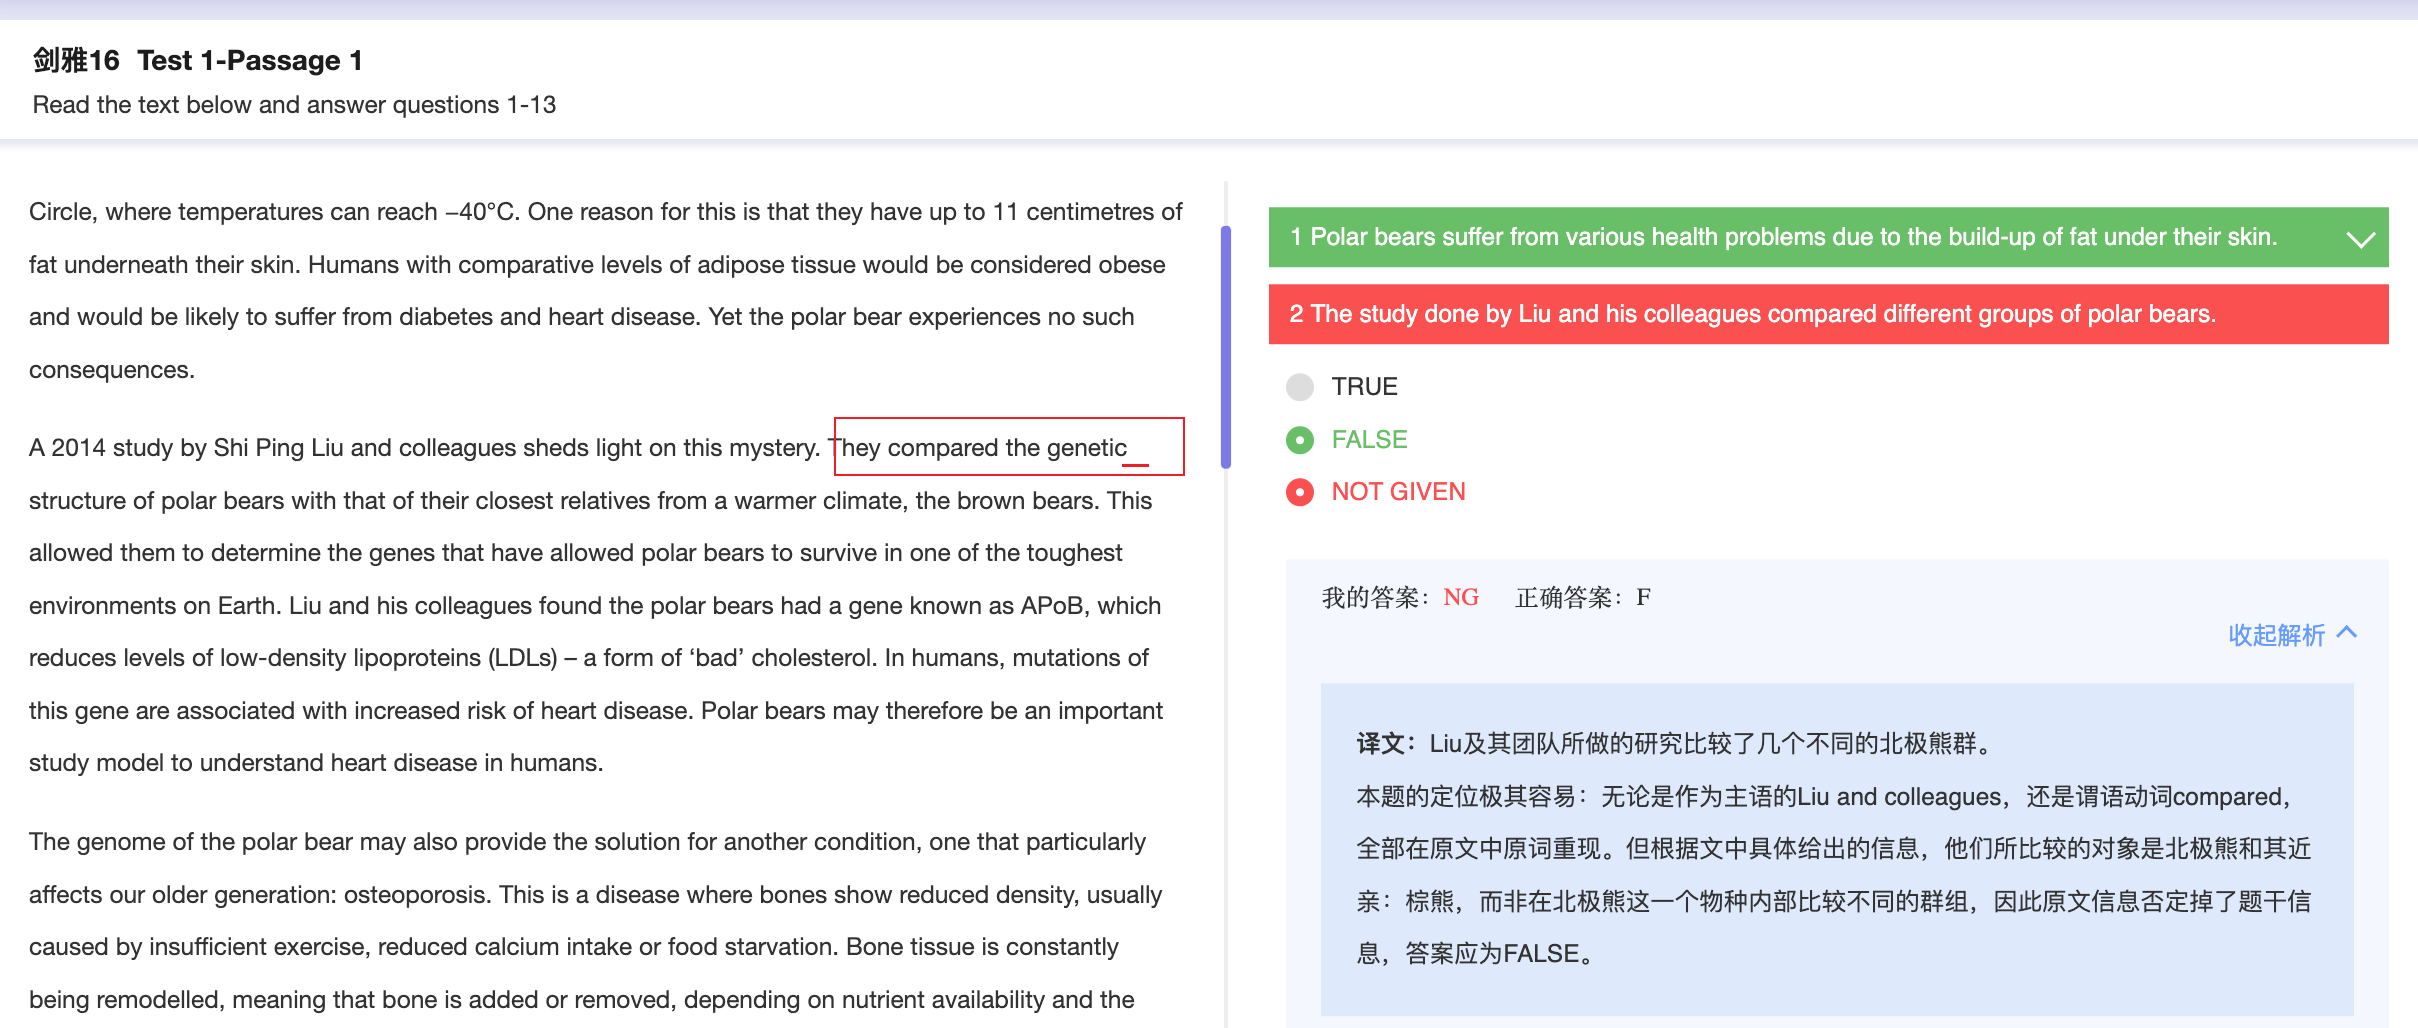 剑雅16 Test 1-Passage 1
Read the text below and answer questions 1-13
Circle, where temperatures can reach –40°C. One reason for this is that they have up to 11 centimetres of
fat underneath their skin. Humans with comparative levels of adipose tissue would be considered obese
and would be likely to suffer from diabetes and heart disease. Yet the polar bear experiences no such
consequences.
A 2014 study by Shi Ping Liu and colleagues sheds light on this mystery. They compared the genetic
structure of polar bears with that of their closest relatives from a warmer climate, the brown bears. This
allowed them to determine the genes that have allowed polar bears to survive in one of the toughest
environments on Earth. Liu and his colleagues found the polar bears had a gene known as APoB, which
reduces levels of low-density lipoproteins (LDLs) – a form of ‘bad’ cholesterol. In humans, mutations of
this gene are associated with increased risk of heart disease. Polar bears may therefore be an important
study model to understand heart disease in humans.
The genome of the polar bear may also provide the solution for another condition, one that particularly
affects our older generation: osteoporosis. This is a disease where bones show reduced density, usually
caused by insufficient exercise, reduced calcium intake or food starvation. Bone tissue is constantly
being remodelled, meaning that bone is added or removed, depending on nutrient availability and the
1 Polar bears suffer from various health problems due to the build-up of fat under their skin.
2 The study done by Liu and his colleagues compared different groups of polar bears.
TRUE
FALSE
NOT GIVEN
我的答案：NG 正确答案：F
收起解析
译文：Liu及其团队所做的研究比较了几个不同的北极熊群。
本题的定位极其容易：无论是作为主语的Liu and colleagues，还是谓语动词compared，
全部在原文中原词重现。但根据文中具体给出的信息，他们所比较的对象是北极熊和其近
亲：棕熊，而非在北极熊这一个物种内部比较不同的群组，因此原文信息否定掉了题干信
息，答案应为FALSE。